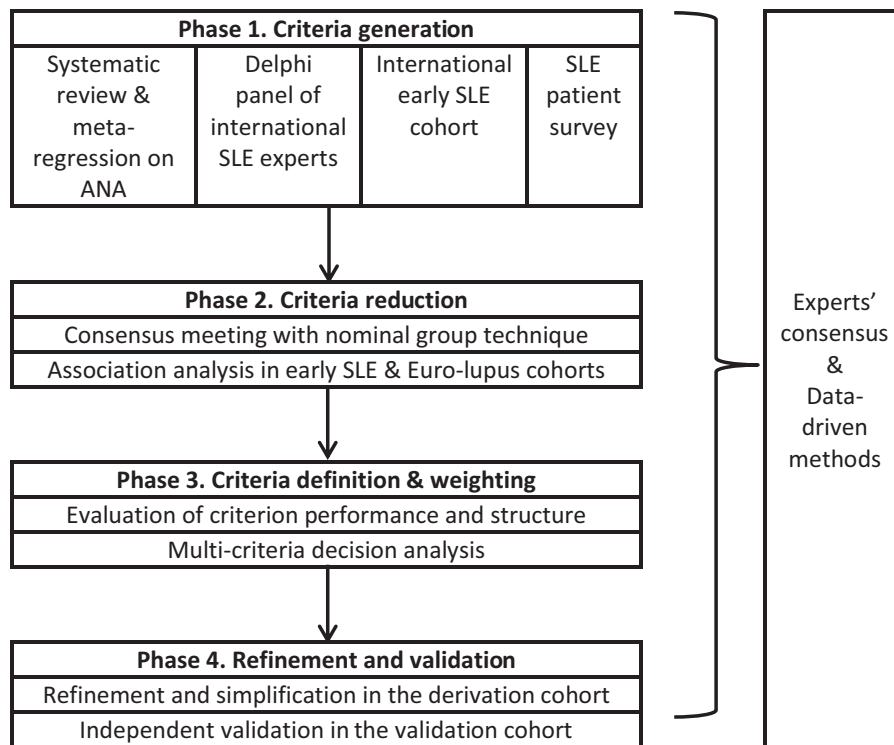 Phase 1. Criteria generation
Systematic
review &
meta-
regression on
ANA
Delphi
panel of
international
SLE experts
International
early SLE
cohort
SLE
patient
survey
Phase 2. Criteria reduction
Consensus meeting with nominal group technique
Association analysis in early SLE & Euro-lupus cohorts
Phase 3. Criteria definition & weighting
Evaluation of criterion performance and structure
Multi-criteria decision analysis
Phase 4. Refinement and validation
Refinement and simplification in the derivation cohort
Independent validation in the validation cohort
Experts’
consensus
&
Data-
driven
methods